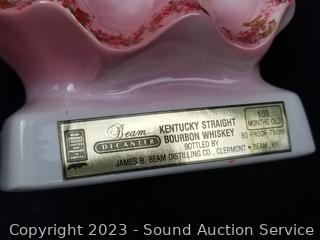 Beam
DECANTER
KENTUCKY STRAIGHT
BOURBON WHISKEY
BOTTLED BY
JAMES B. BEAM DISTILLING CO., CLERMONT • BEAM, KY.
100
MONTHS OLD
80 PROOF-750ml
Copyright 2023 - Sound Auction Service